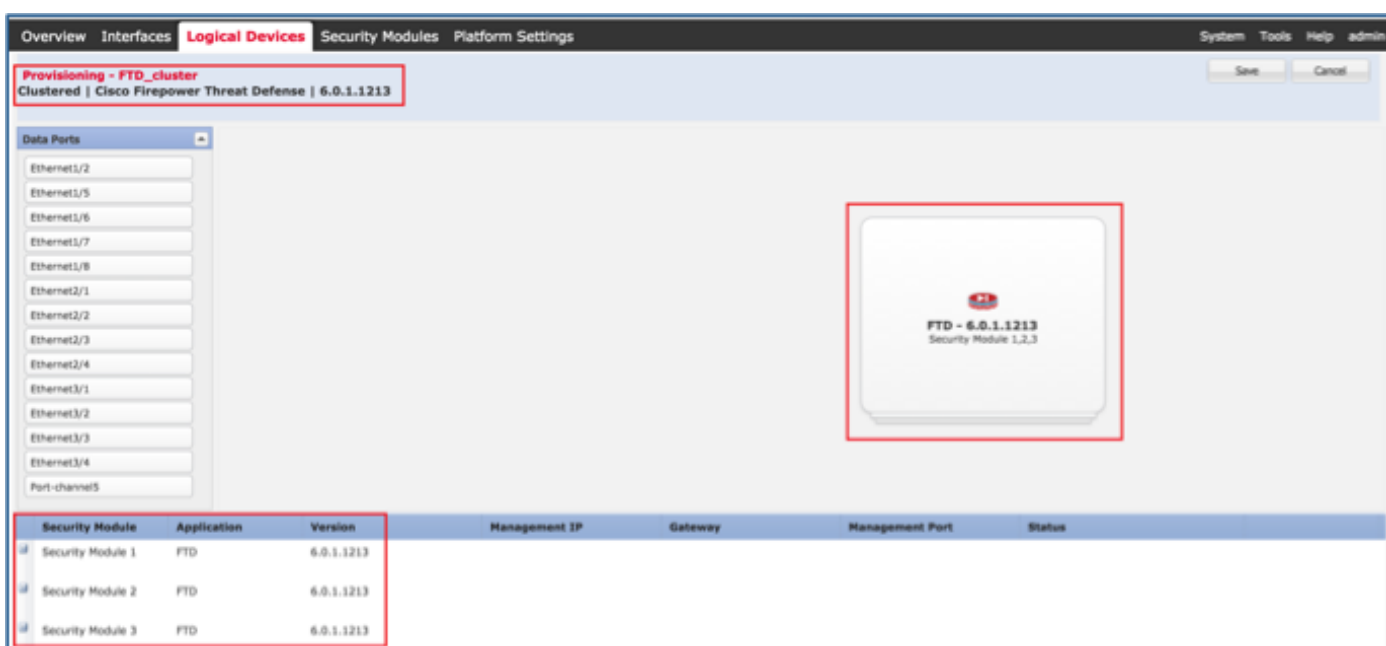 Overview Interfaces Logical Devices Security Modules Platform Settings System Tools Help admin
Provisioning - FTD_cluster
Clustered | Cisco Firepower Threat Defense | 6.0.1.1213
Save Cancel
Data Ports
Ethernet1/2
Ethernet1/5
Ethernet1/6
Ethernet1/7
Ethernet1/8
Ethernet2/1
Ethernet2/2
Ethernet2/3
Ethernet2/4
Ethernet3/1
Ethernet3/2
Ethernet3/3
Ethernet3/4
Port-channel5
FTD - 6.0.1.1213
Security Module 1,2,3
Security Module Application Version Management IP Gateway Management Port Status
Security Module 1 FTD 6.0.1.1213
Security Module 2 FTD 6.0.1.1213
Security Module 3 FTD 6.0.1.1213